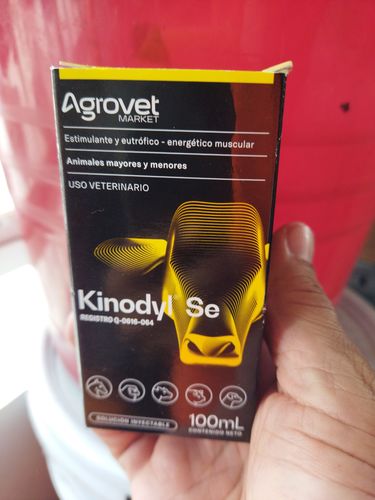 Agrovet
MARKET
Estimulante y eutrófico - energético muscular
Animales mayores y menores
USO VETERINARIO
Kinodyl® Se
REGISTRO Q-0616-064
SOLUCIÓN INYECTABLE
100mL
CONTENIDO NETO